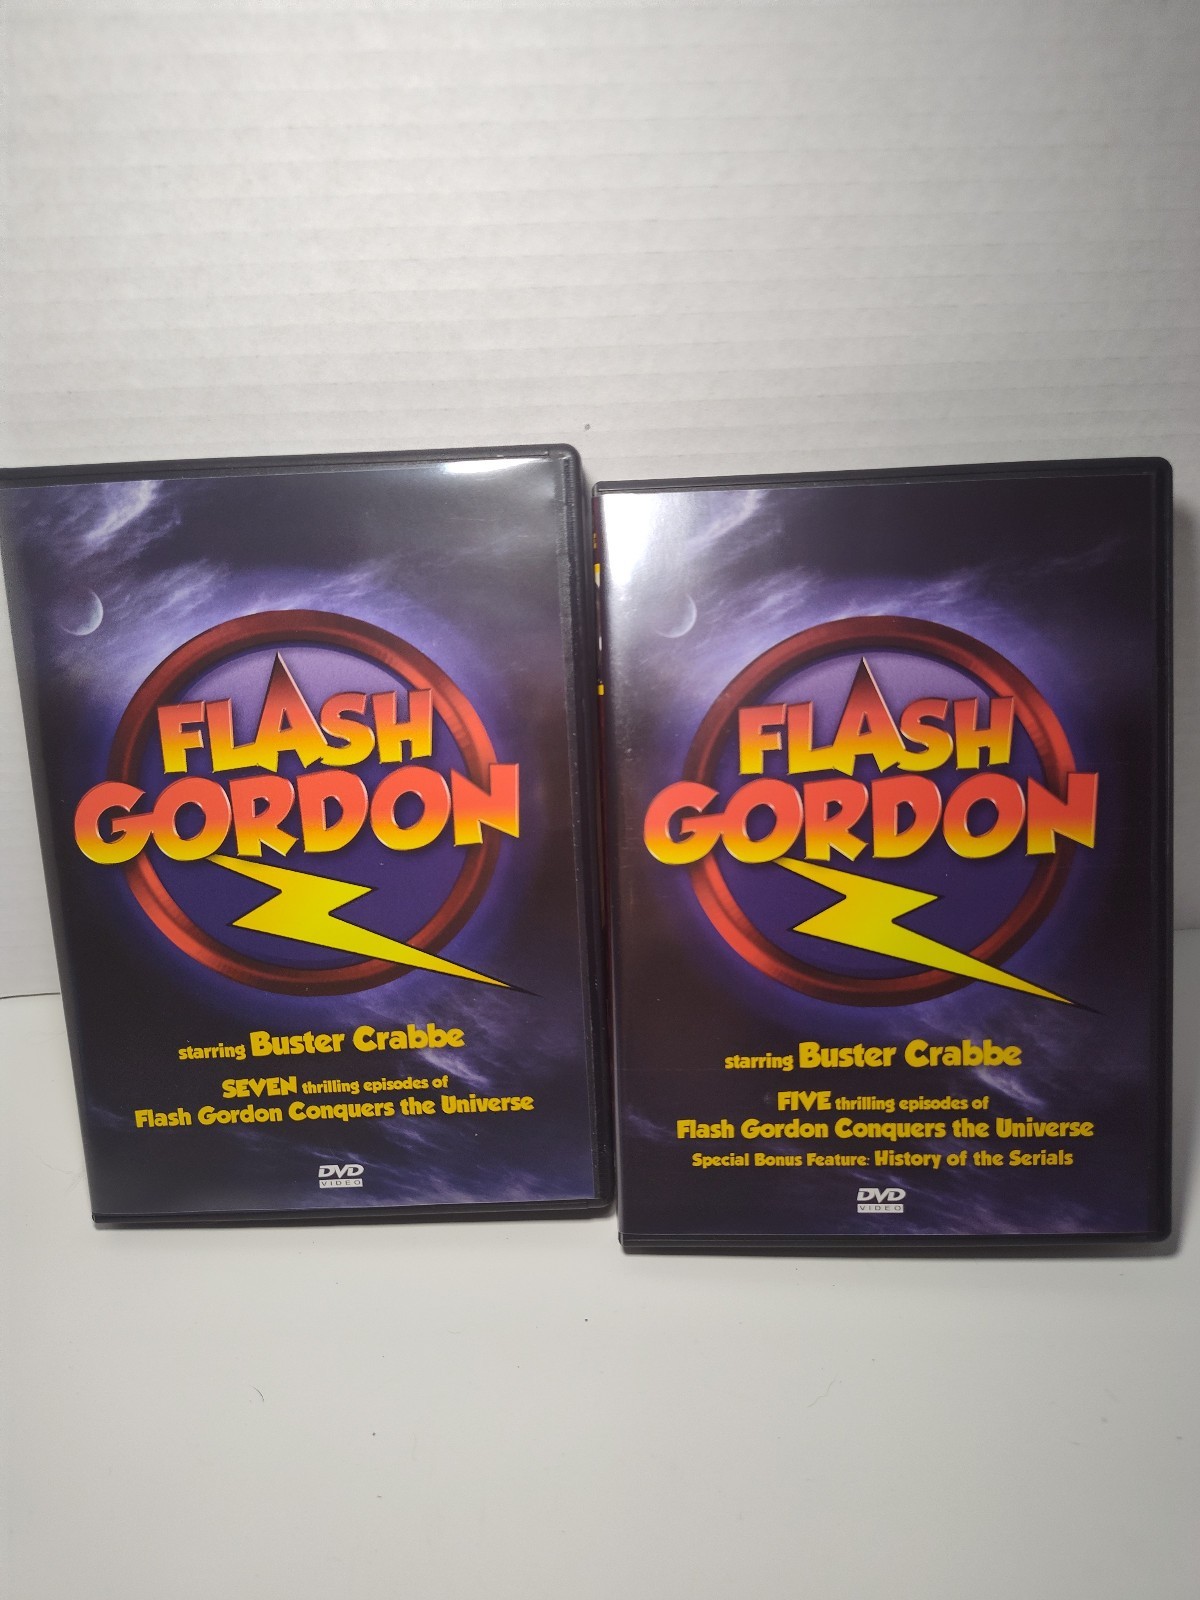 FLASH
GORDON
starring Buster Crabbe
SEVEN thrilling episodes of
Flash Gordon Conquers the Universe
DVD
VIDEO
FLASH
GORDON
starring Buster Crabbe
FIVE thrilling episodes of
Flash Gordon Conquers the Universe
Special Bonus Feature: History of the Serials
DVD
VIDEO